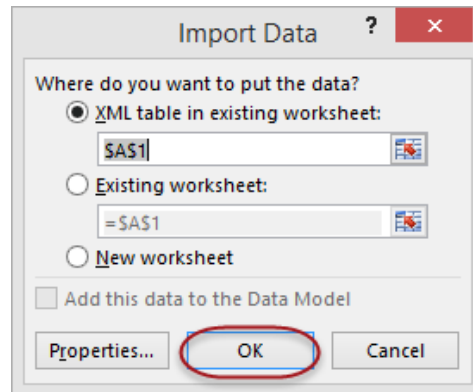 Import Data ? ×
Where do you want to put the data?
XML table in existing worksheet:
$A$1
Existing worksheet:
=$A$1
New worksheet
Add this data to the Data Model
Properties... OK Cancel